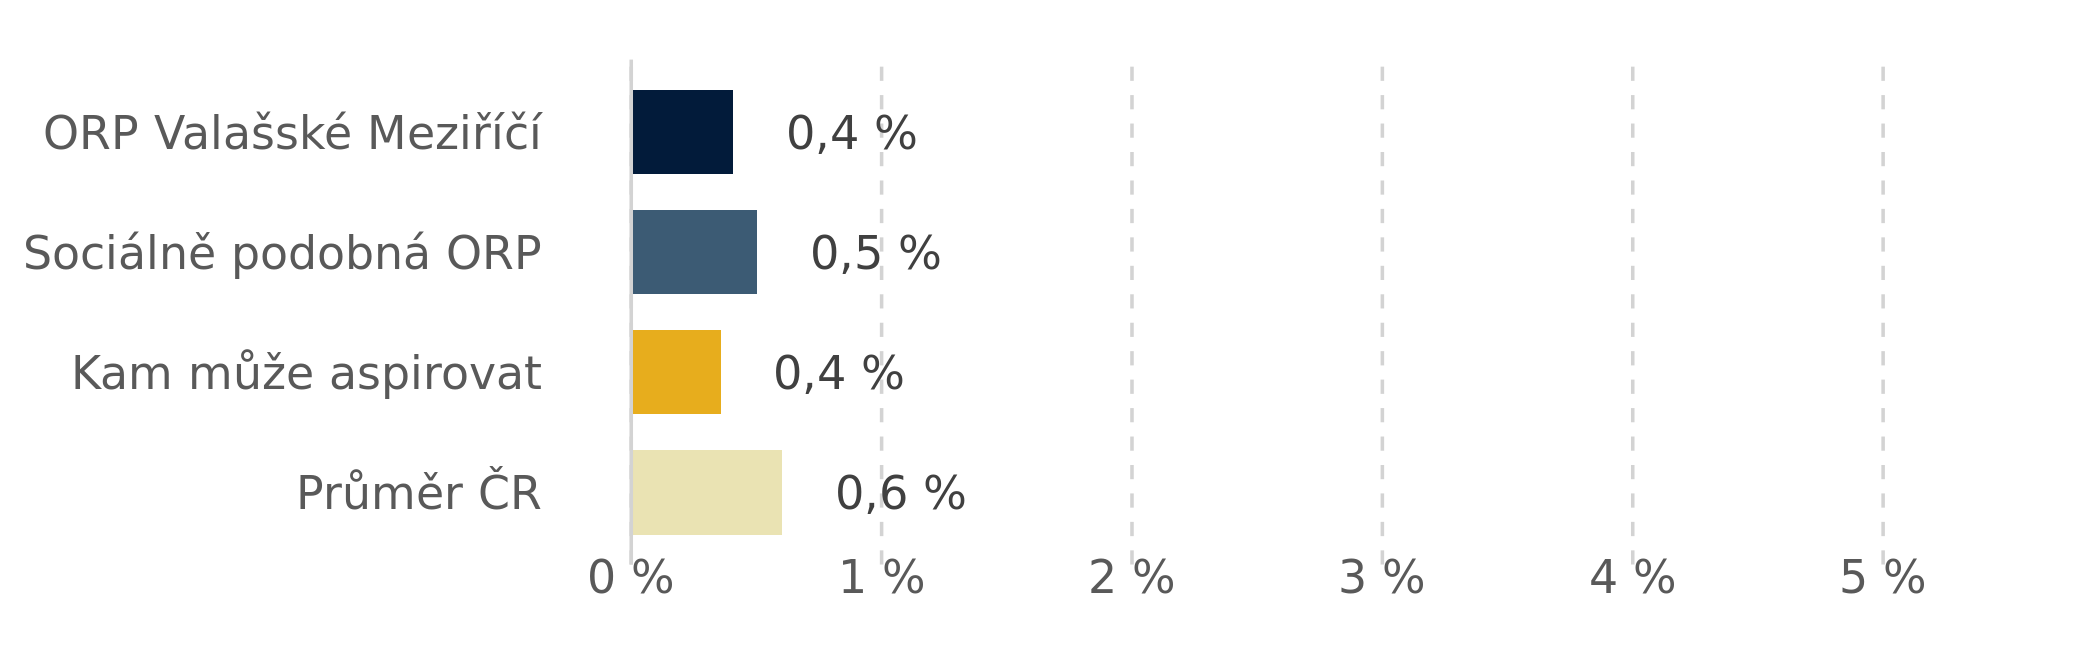 ORP Valašské Meziříčí 0,4 %
Sociálně podobná ORP 0,5 %
Kam může aspirovat 0,4 %
Průměr ČR 0,6 %
0 % 1 % 2 % 3 % 4 % 5 %